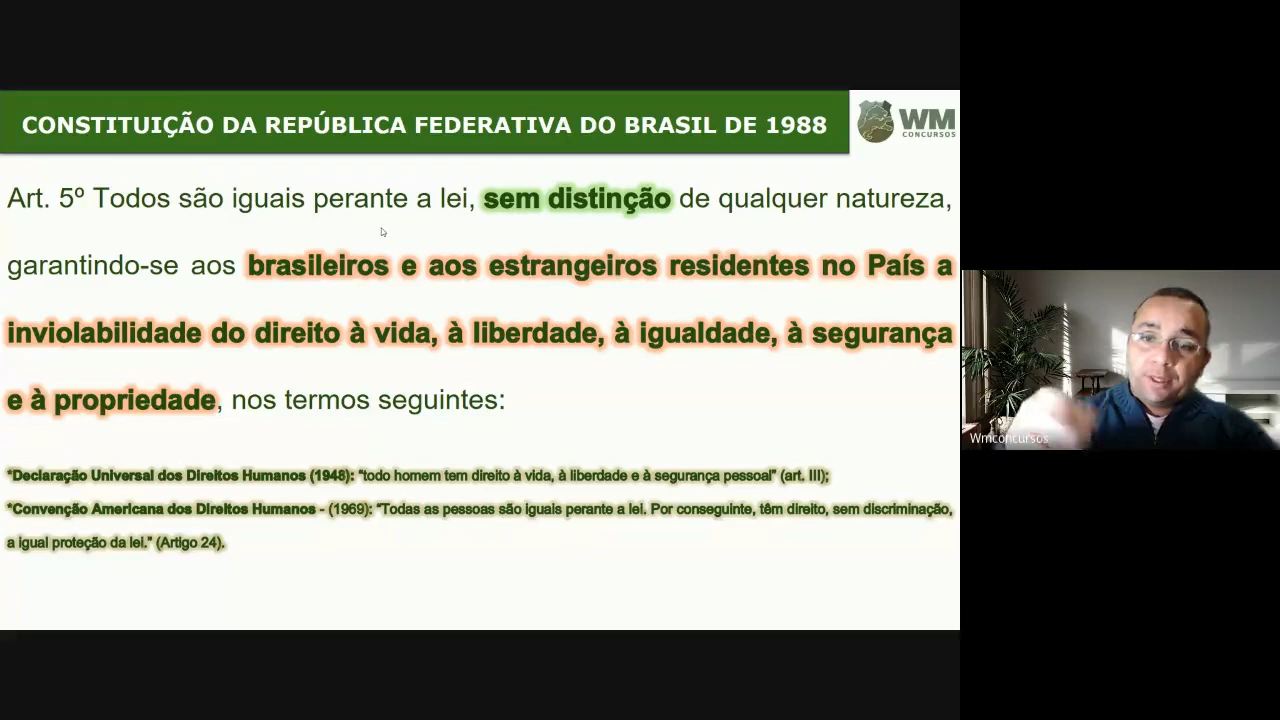 CONSTITUIÇÃO DA REPÚBLICA FEDERATIVA DO BRASIL DE 1988
WM
CONCURSOS
Art. 5º Todos são iguais perante a lei, sem distinção de qualquer natureza,
garantindo-se aos brasileiros e aos estrangeiros residentes no País a
inviolabilidade do direito à vida, à liberdade, à igualdade, à segurança
e à propriedade, nos termos seguintes:
*Declaração Universal dos Direitos Humanos (1948): “todo homem tem direito à vida, à liberdade e à segurança pessoal” (art. III);
*Convenção Americana dos Direitos Humanos - (1969): “Todas as pessoas são iguais perante a lei. Por conseguinte, têm direito, sem discriminação,
a igual proteção da lei.” (Artigo 24).
Wmconcursos